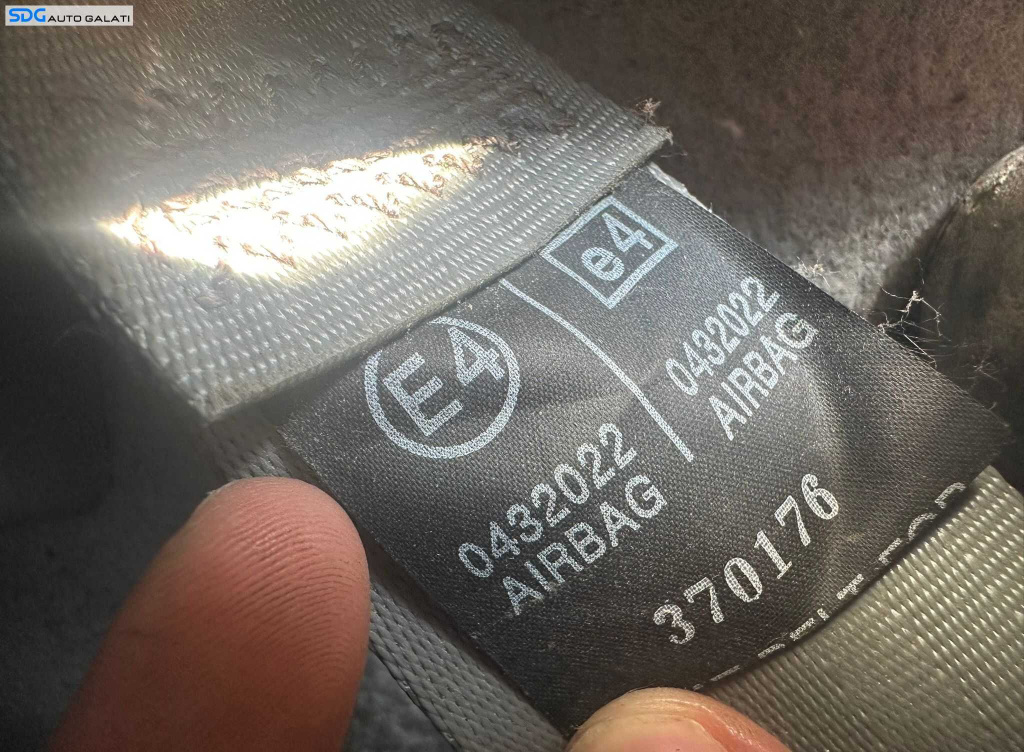 SDG AUTO GALATI
E4
0432022
AIRBAG
e4
0432022
AIRBAG
370176